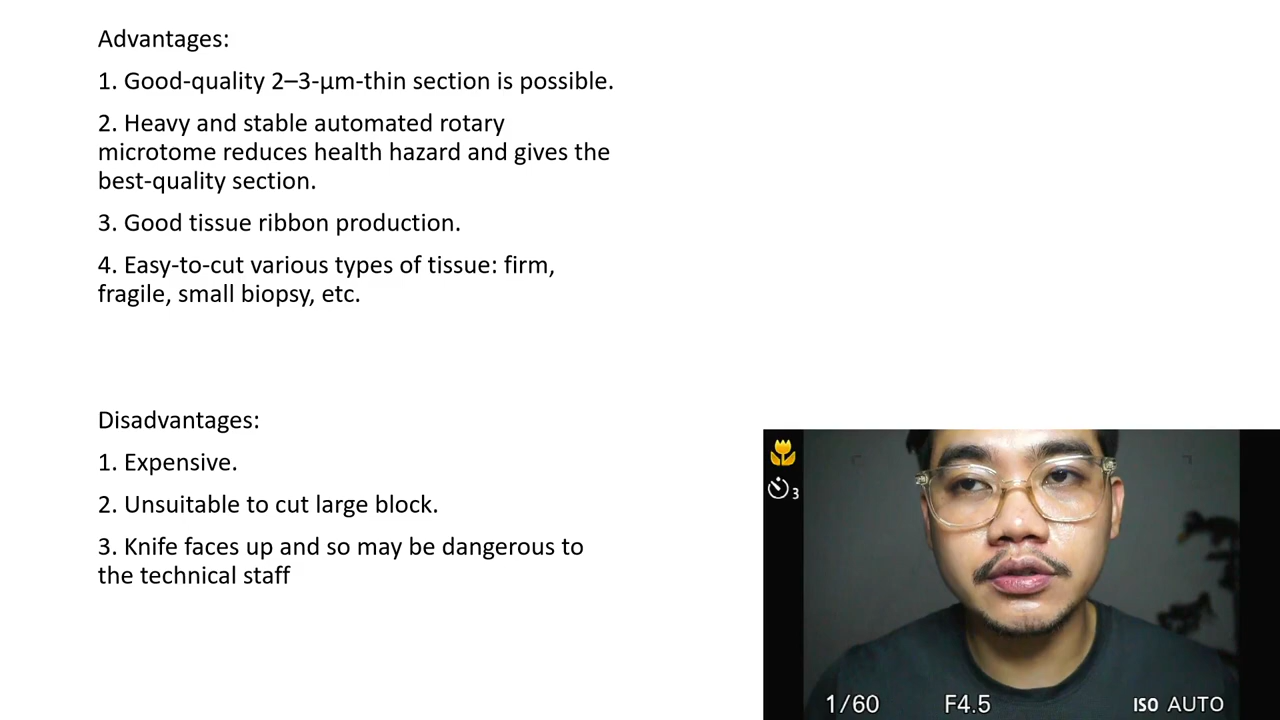 Advantages:
1. Good-quality 2–3-μm-thin section is possible.
2. Heavy and stable automated rotary
microtome reduces health hazard and gives the
best-quality section.
3. Good tissue ribbon production.
4. Easy-to-cut various types of tissue: firm,
fragile, small biopsy, etc.
Disadvantages:
1. Expensive.
2. Unsuitable to cut large block.
3. Knife faces up and so may be dangerous to
the technical staff
3
1/60 F4.5 ISO AUTO